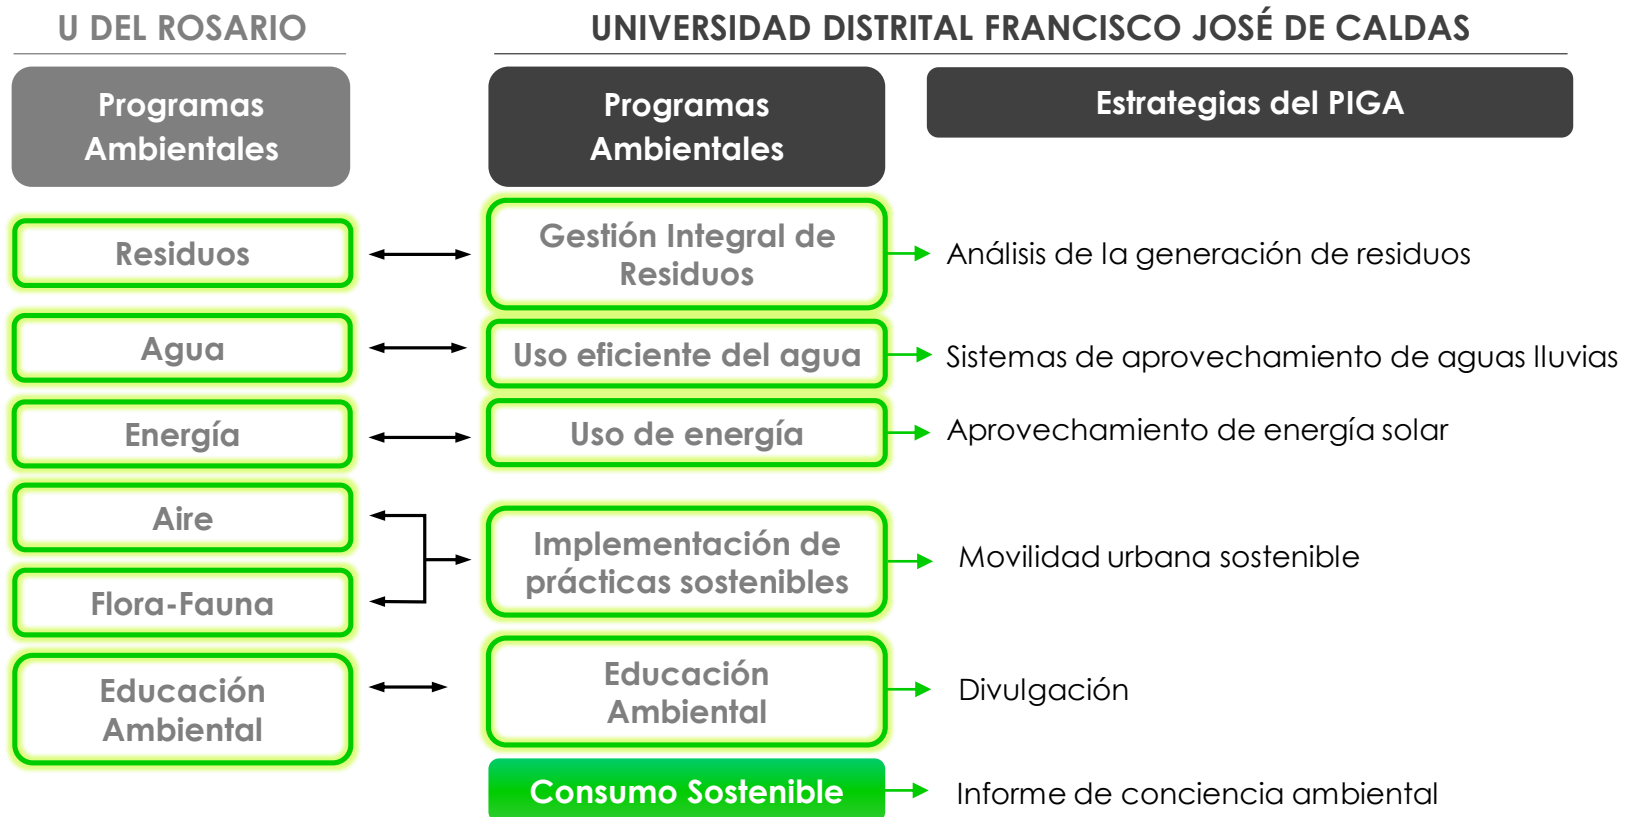 U DEL ROSARIO
UNIVERSIDAD DISTRITAL FRANCISCO JOSÉ DE CALDAS
Programas
Ambientales
Programas
Ambientales
Estrategias del PIGA
Residuos
Gestión Integral de
Residuos
Análisis de la generación de residuos
Agua
Uso eficiente del agua
Sistemas de aprovechamiento de aguas lluvias
Energía
Uso de energía
Aprovechamiento de energía solar
Aire
Flora-Fauna
Implementación de
prácticas sostenibles
Movilidad urbana sostenible
Educación
Ambiental
Educación
Ambiental
Divulgación
Consumo Sostenible
Informe de conciencia ambiental